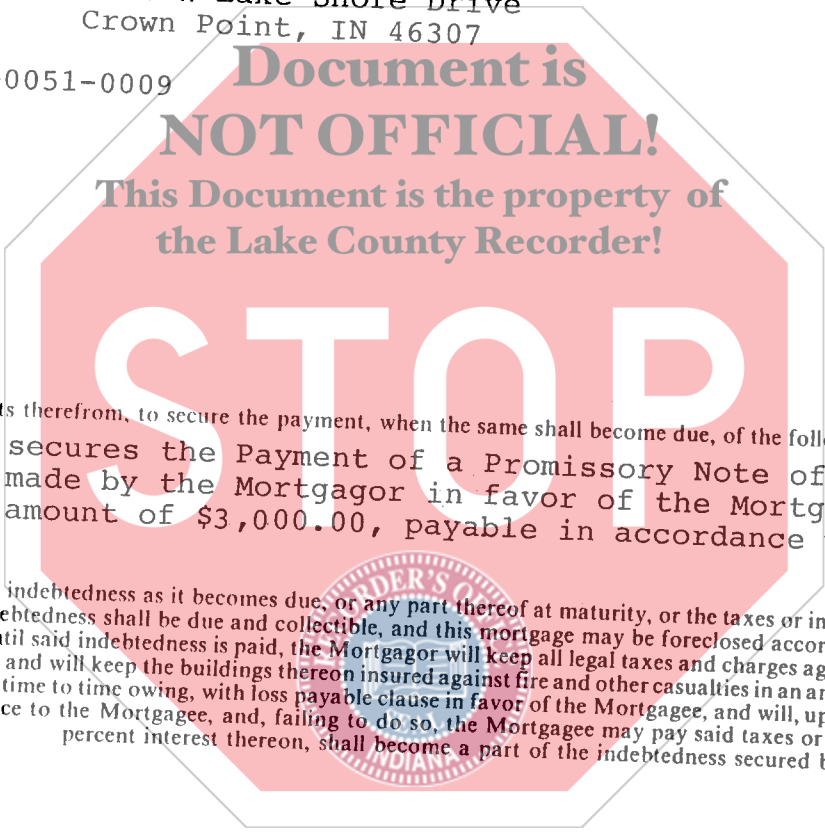 Lake Shore Drive
Crown Point, IN 46307
-0051-0009
Document is
NOT OFFICIAL!
This Document is the property of
the Lake County Recorder!
STOP
ts therefrom, to secure the payment, when the same shall become due, of the foll
secures the Payment of a Promissory Note of
made by the Mortgagor in favor of the Mortg
amount of $3,000.00, payable in accordance
indebtedness as it becomes due, or any part thereof at maturity, or the taxes or in
ebtedness shall be due and collectible, and this mortgage may be foreclosed accor
til said indebtedness is paid, the Mortgagor will keep all legal taxes and charges ag
and will keep the buildings thereon insured against fire and other casualties in an
time to time owing, with loss payable clause in favor of the Mortgagee, and will, up
ce to the Mortgagee, and, failing to do so, the Mortgagee may pay said taxes or
percent interest thereon, shall become a part of the indebtedness secured
RECORDER'S OFFICE
INDIANA